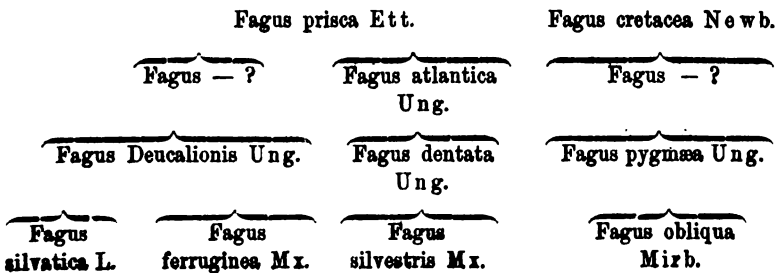 Fagus prisca Ett. Fagus cretacea Newb.
Fagus — ? Fagus atlantica Fagus — ?
Ung.
Fagus Deucalionis Ung. Fagus dentata Fagus pygmæa Ung.
Ung.
Fagus Fagus Fagus Fagus obliqua
silvatica L. ferruginea Mx. silvestris Mx. Mirb.